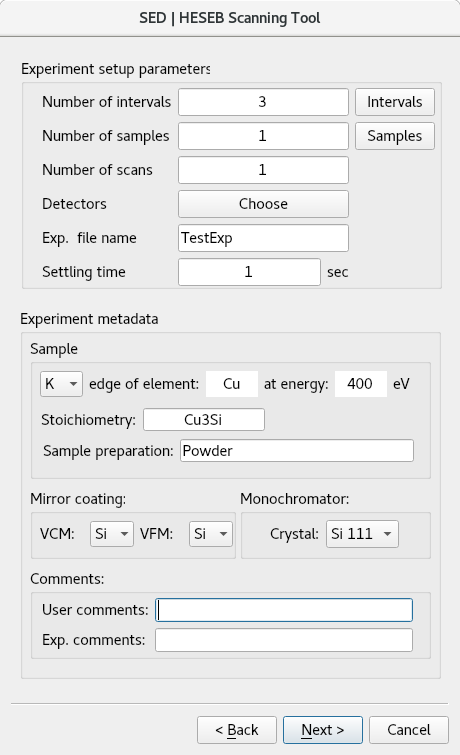 SED | HESEB Scanning Tool
Experiment setup parameters
Number of intervals 3 Intervals
Number of samples 1 Samples
Number of scans 1
Detectors Choose
Exp. file name TestExp
Settling time 1 sec
Experiment metadata
Sample
K edge of element: Cu at energy: 400 eV
Stoichiometry: Cu3Si
Sample preparation: Powder
Mirror coating: Monochromator:
VCM: Si VFM: Si Crystal: Si 111
Comments:
User comments:
Exp. comments:
< Back Next > Cancel